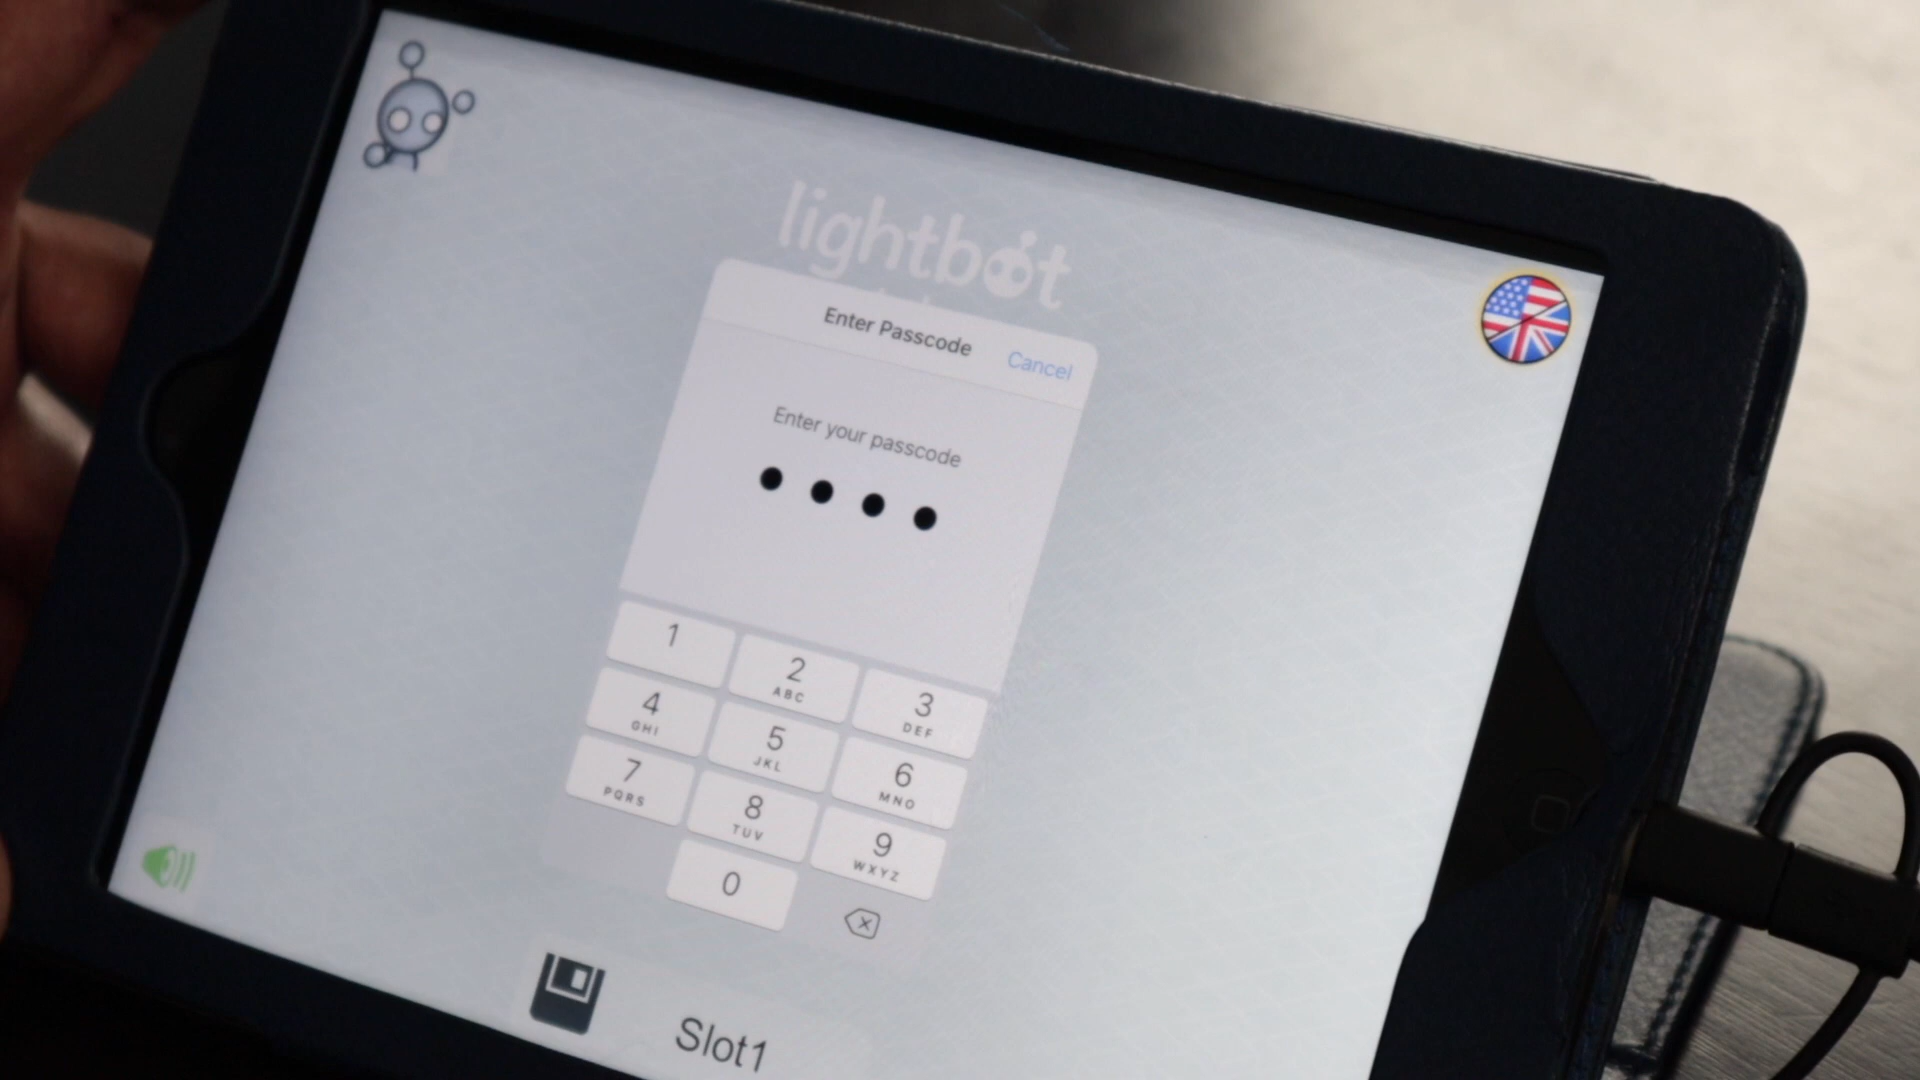 lightbot
Enter Passcode
Cancel
Enter your passcode
1
2
ABC
3
DEF
4
GHI
5
JKL
6
MNO
7
PQRS
8
TUV
9
WXYZ
0
Slot1